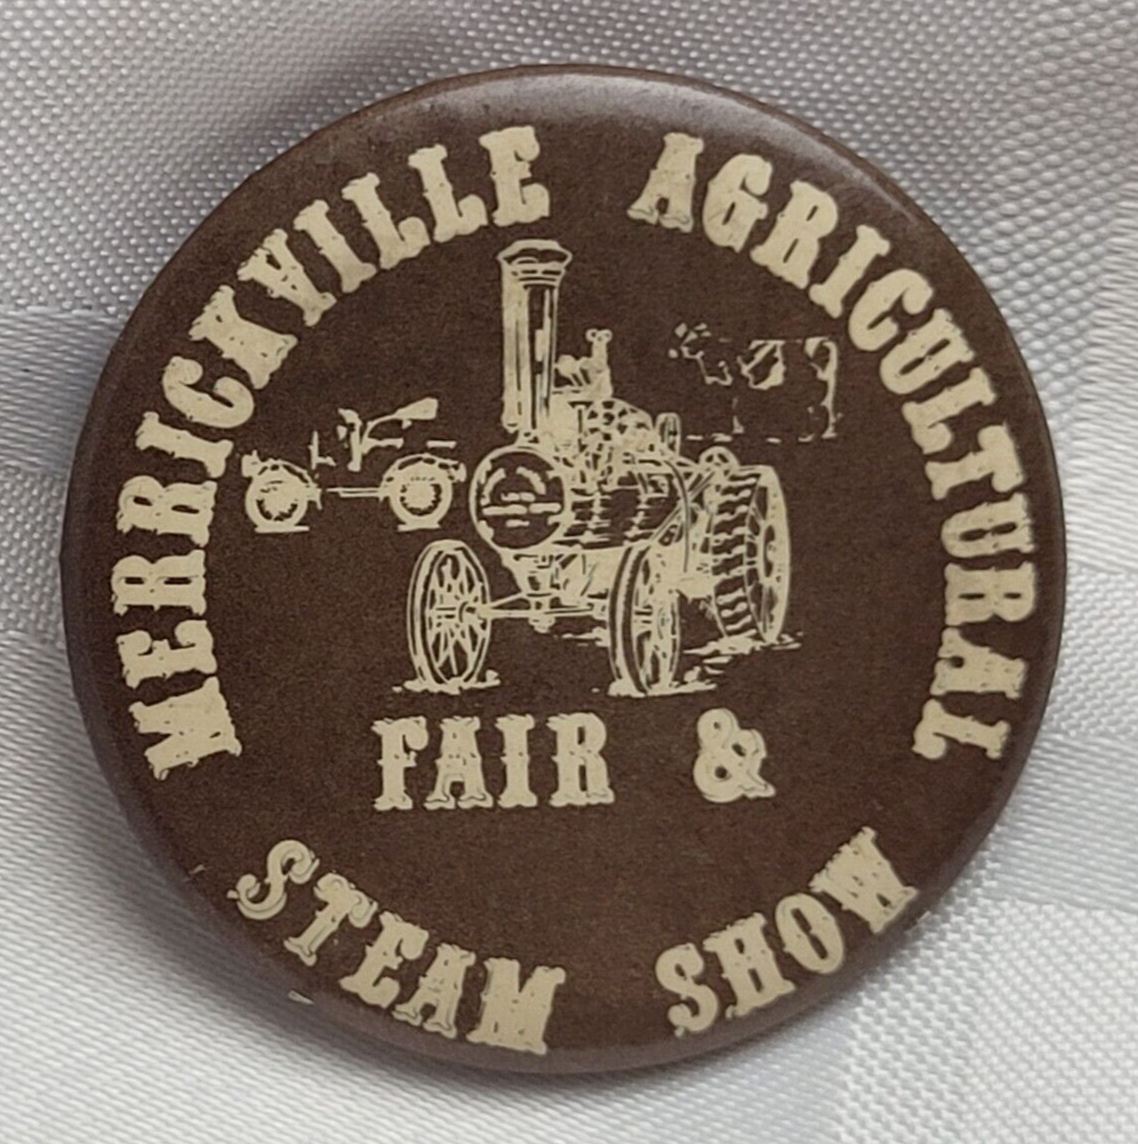 MERRICKVILLE AGRICULTURAL
FAIR &
STEAM SHOW